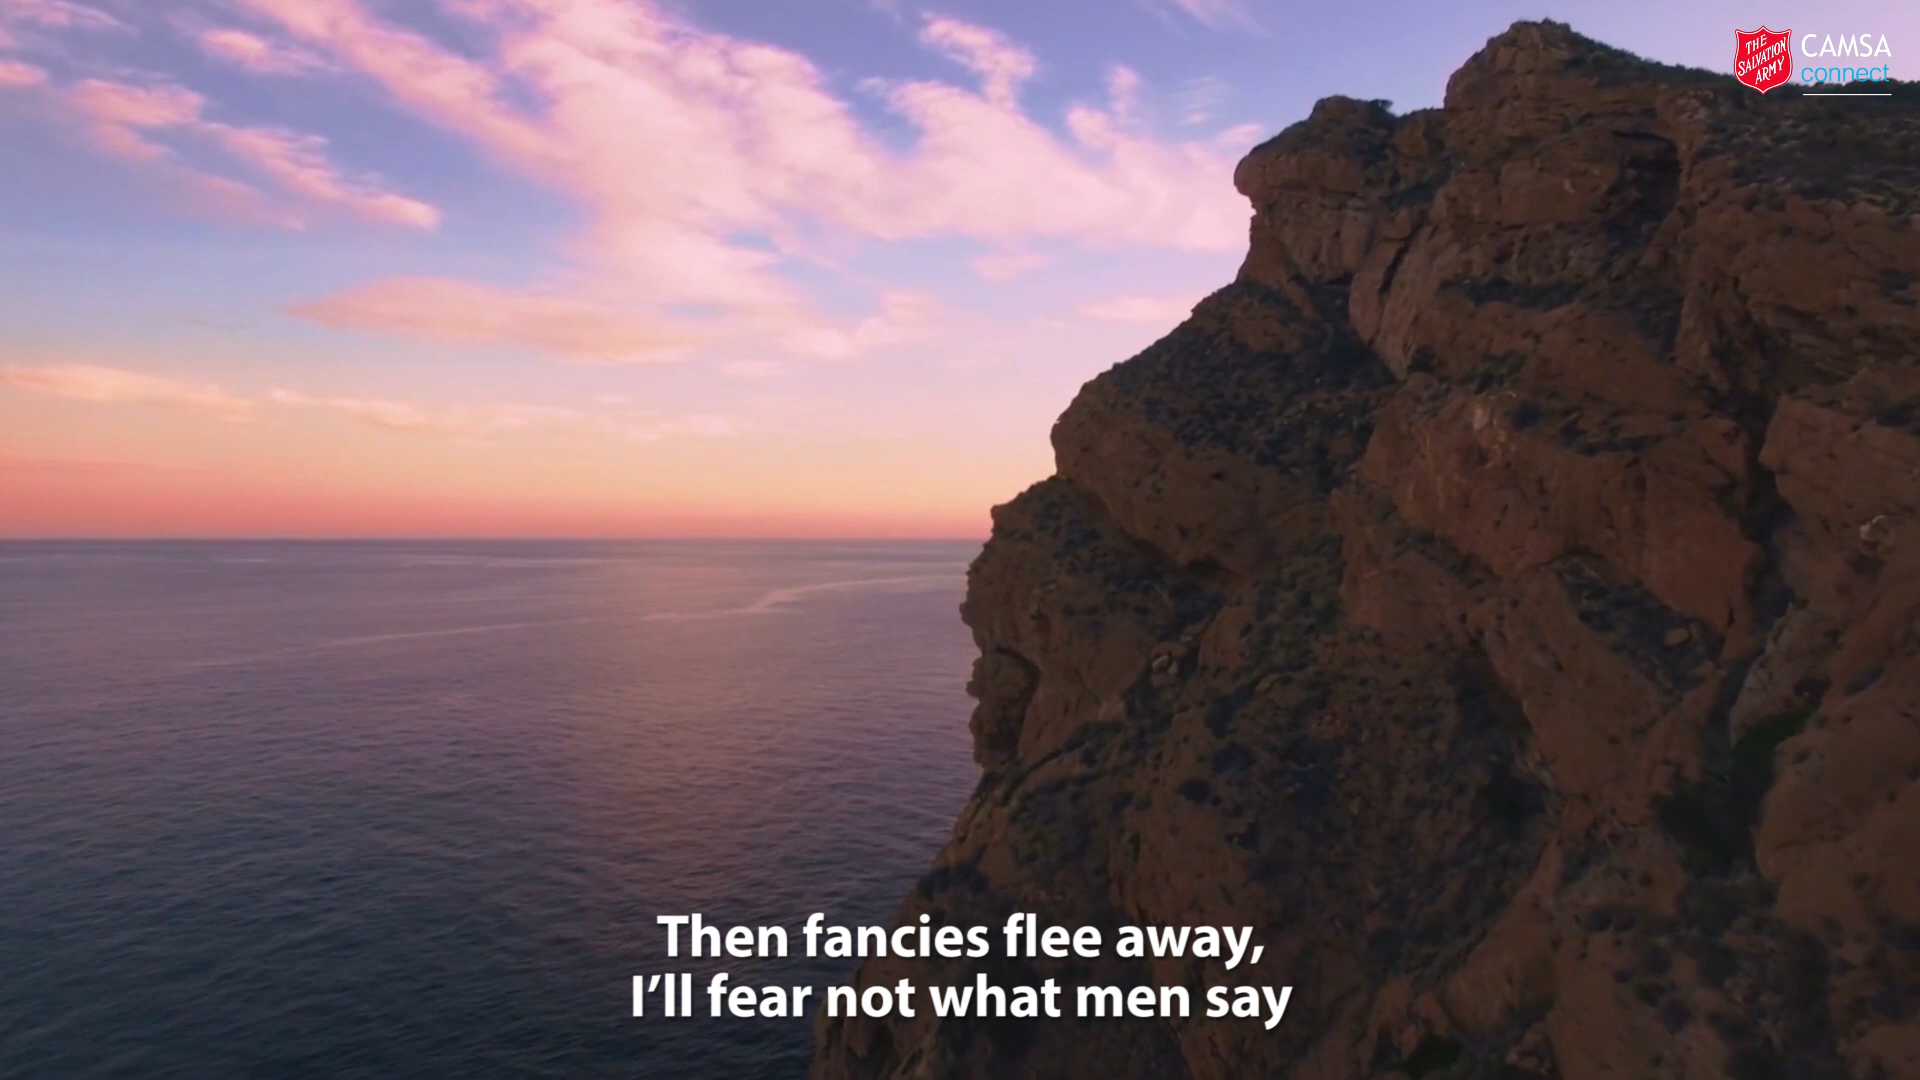 THE
SALVATION
ARMY
CAMSA
connect
Then fancies flee away,
I'll fear not what men say